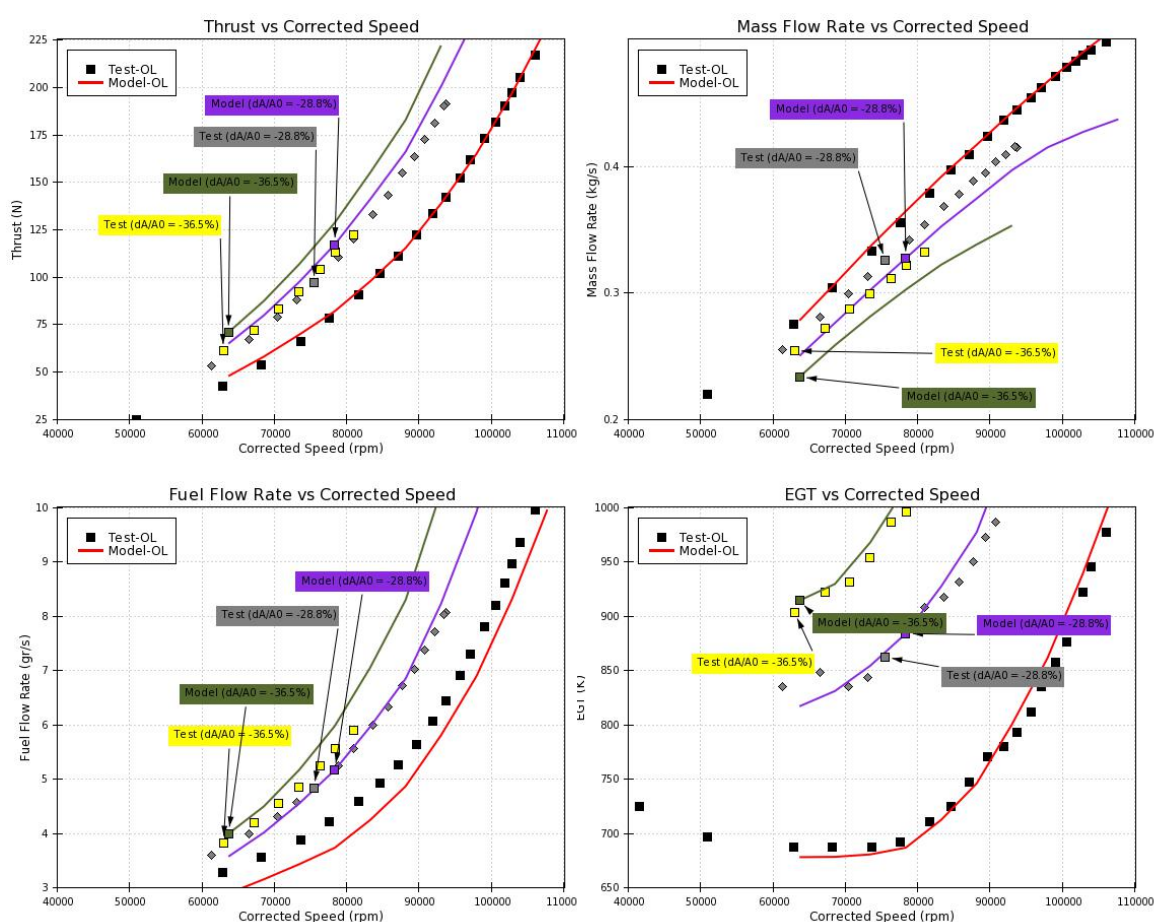 Thrust vs Corrected Speed
225
200
175
150
125
100
75
50
25
Thrust (N)
Test-OL
Model-OL
Model (dA/A0 = -28.8%)
Test (dA/A0 = -28.8%)
Model (dA/A0 = -36.5%)
Test (dA/A0 = -36.5%)
40000 50000 60000 70000 80000 90000 100000 11000
Corrected Speed (rpm)
Mass Flow Rate vs Corrected Speed
0.4
0.3
0.2
Mass Flow Rate (kg/s)
Test-OL
Model-OL
Model (dA/A0 = -28.8%)
Test (dA/A0 = -28.8%)
Test (dA/A0 = -36.5%)
Model (dA/A0 = -36.5%)
40000 50000 60000 70000 80000 90000 100000 110000
Corrected Speed (rpm)
Fuel Flow Rate vs Corrected Speed
10
9
8
7
6
5
4
3
Fuel Flow Rate (gr/s)
Test-OL
Model-OL
Model (dA/A0 = -28.8%)
Test (dA/A0 = -28.8%)
Model (dA/A0 = -36.5%)
Test (dA/A0 = -36.5%)
40000 50000 60000 70000 80000 90000 100000 11000
Corrected Speed (rpm)
EGT vs Corrected Speed
1000
950
900
850
800
750
700
650
EGT (K)
Test-OL
Model-OL
Model (dA/A0 = -36.5%)
Model (dA/A0 = -28.8%)
Test (dA/A0 = -36.5%)
Test (dA/A0 = -28.8%)
40000 50000 60000 70000 80000 90000 100000 110000
Corrected Speed (rpm)